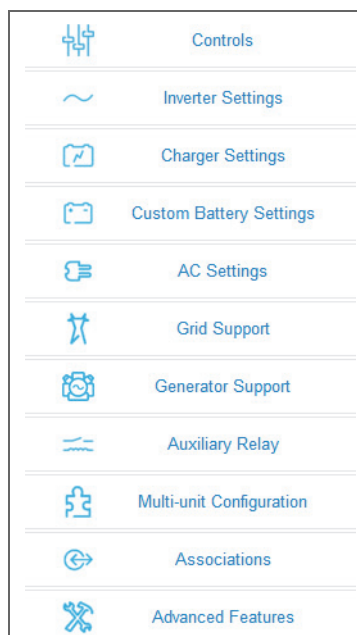 Controls
Inverter Settings
Charger Settings
Custom Battery Settings
AC Settings
Grid Support
Generator Support
Auxiliary Relay
Multi-unit Configuration
Associations
Advanced Features